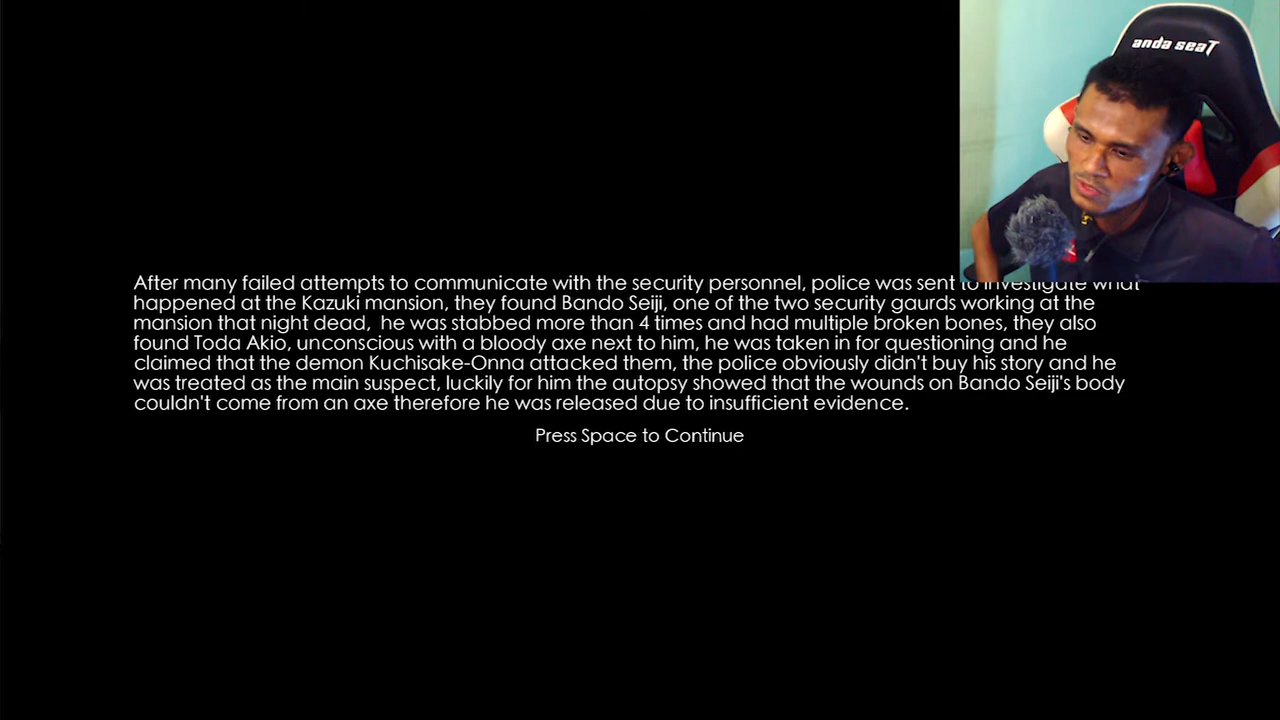 anda seaT
After many failed attempts to communicate with the security personnel, police was sent to investigate what
happened at the Kazuki mansion, they found Bando Seiji, one of the two security gaurds working at the
mansion that night dead, he was stabbed more than 4 times and had multiple broken bones, they also
found Toda Akio, unconscious with a bloody axe next to him, he was taken in for questioning and he
claimed that the demon Kuchisake-Onna attacked them, the police obviously didn't buy his story and he
was treated as the main suspect, luckily for him the autopsy showed that the wounds on Bando Seiji's body
couldn't come from an axe therefore he was released due to insufficient evidence.
Press Space to Continue